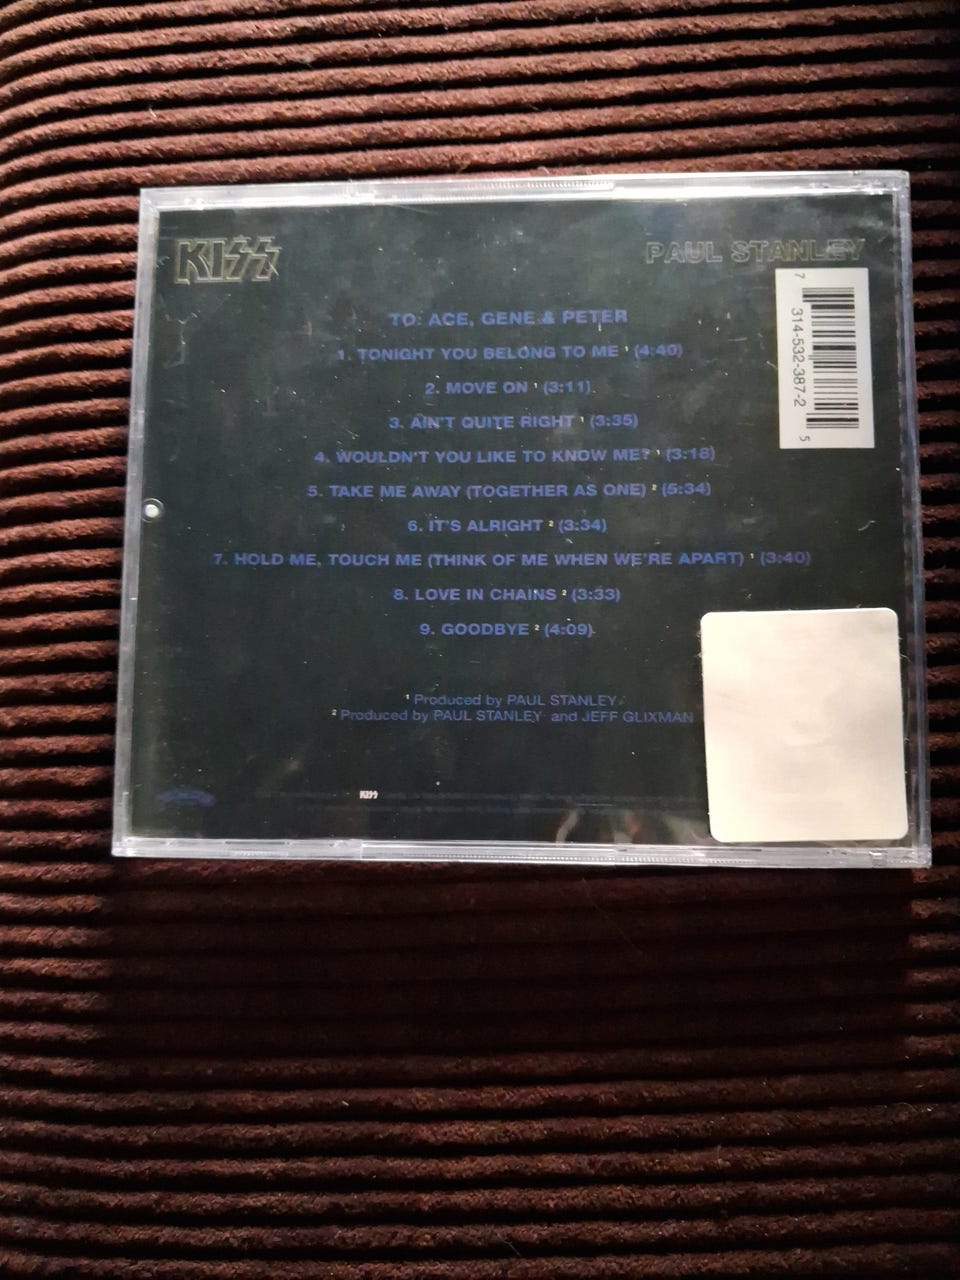 KISS
PAUL STANLEY
TO: ACE, GENE & PETER
1. TONIGHT YOU BELONG TO ME ¹ (4:40)
2. MOVE ON ¹ (3:11)
3. AIN'T QUITE RIGHT ¹ (3:35)
4. WOULDN'T YOU LIKE TO KNOW ME? ¹ (3:16)
5. TAKE ME AWAY (TOGETHER AS ONE) ² (5:34)
6. IT'S ALRIGHT ² (3:34)
7. HOLD ME, TOUCH ME (THINK OF ME WHEN WE'RE APART) ¹ (3:40)
8. LOVE IN CHAINS ² (3:33)
9. GOODBYE ² (4:09)
7 314-532-387-2 5
¹ Produced by PAUL STANLEY
² Produced by PAUL STANLEY and JEFF GLIXMAN
KISS